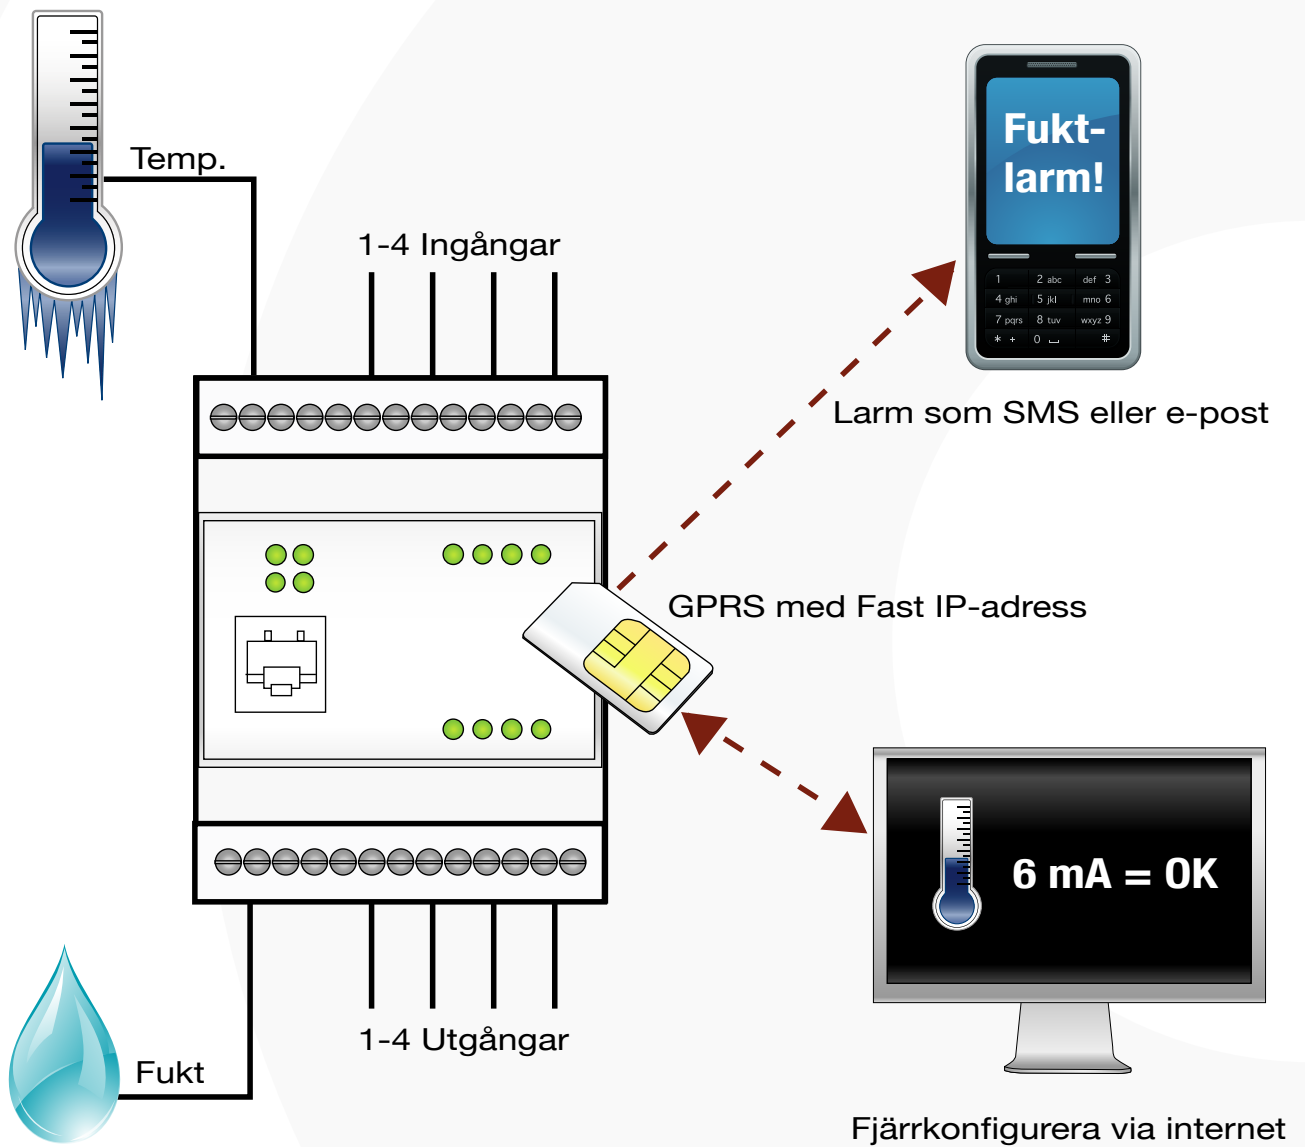 Temp.
1-4 Ingångar
Fukt-
larm!
1 2 abc def 3
4 ghi 5 jkl mno 6
7 pqrs 8 tuv wxyz 9
* + 0 ⎵ #
Larm som SMS eller e-post
GPRS med Fast IP-adress
6 mA = OK
1-4 Utgångar
Fukt
Fjärrkonfigurera via internet